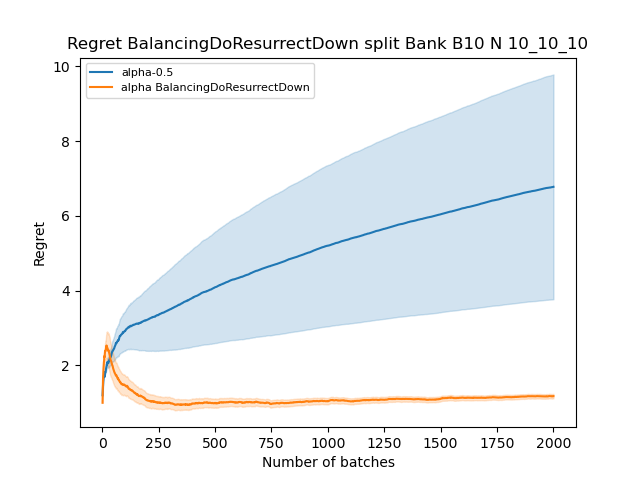 Regret BalancingDoResurrectDown split Bank B10 N 10_10_10
alpha-0.5
alpha BalancingDoResurrectDown
10
8
6
4
2
Regret
0
250
500
750
1000
1250
1500
1750
2000
Number of batches